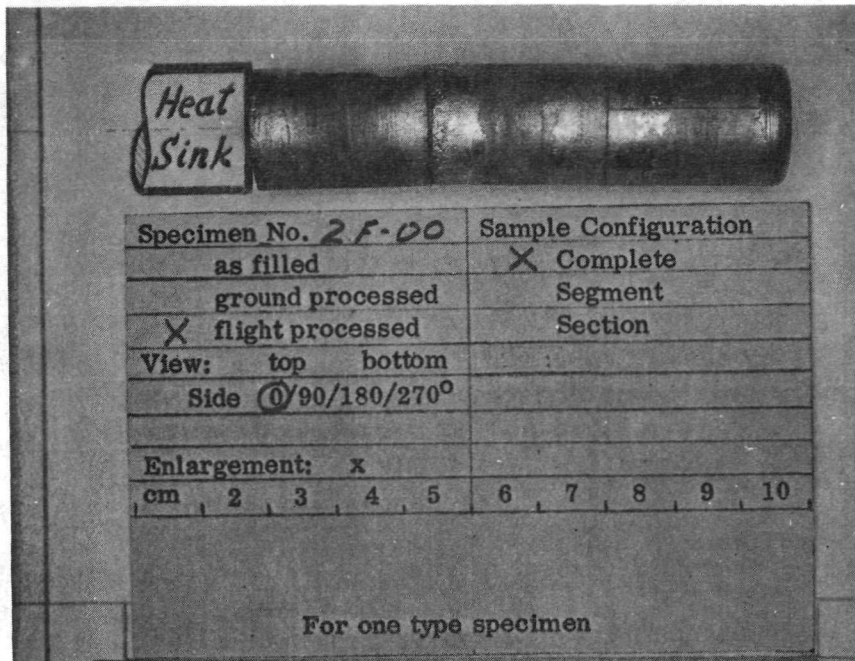 Heat
Sink
Specimen No. 2F-00
as filled
ground processed
X flight processed
View: top bottom
Side 0/90/180/270°
Enlargement: x
Sample Configuration
X Complete
Segment
Section
cm 2 3 4 5 6 7 8 9 10
For one type specimen